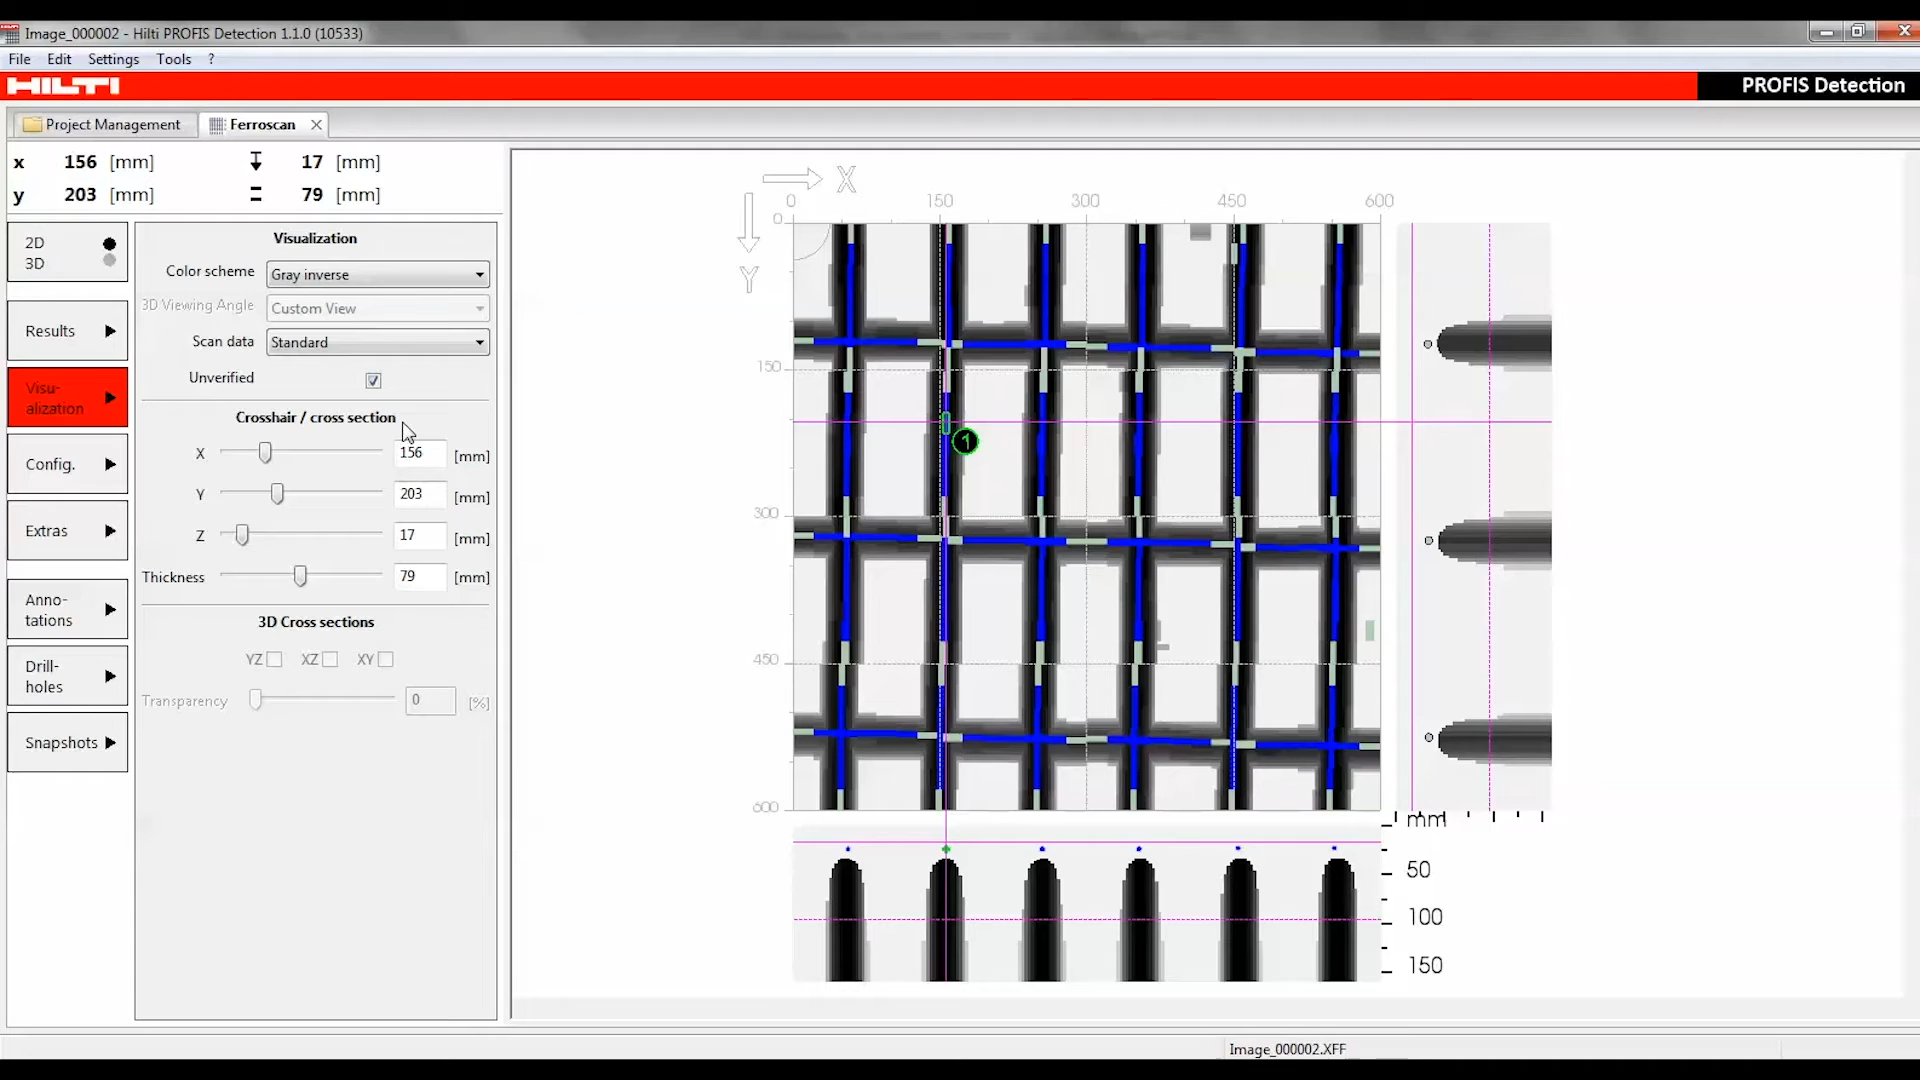 Image_000002 - Hilti PROFIS Detection 1.1.0 (10533)
File Edit Settings Tools ?
HILTI
PROFIS Detection
Project Management
Ferroscan
x 156 [mm] 17 [mm]
y 203 [mm] 79 [mm]
2D
3D
Results
Visu-
alization
Config.
Extras
Anno-
tations
Drill-
holes
Snapshots
Visualization
Color scheme Gray inverse
3D Viewing Angle Custom View
Scan data Standard
Unverified
Crosshair / cross section
X 156 [mm]
Y 203 [mm]
Z 17 [mm]
Thickness 79 [mm]
3D Cross sections
YZ XZ XY
Transparency 0 [%]
X
0 150 300 450 600
Y
0
150
300
450
600
1
mm
50
100
150
Image_000002.XFF